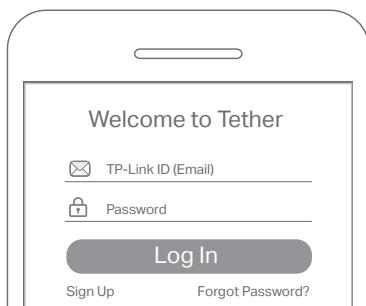 Welcome to Tether
TP-Link ID (Email)
Password
Log In
Sign Up Forgot Password?